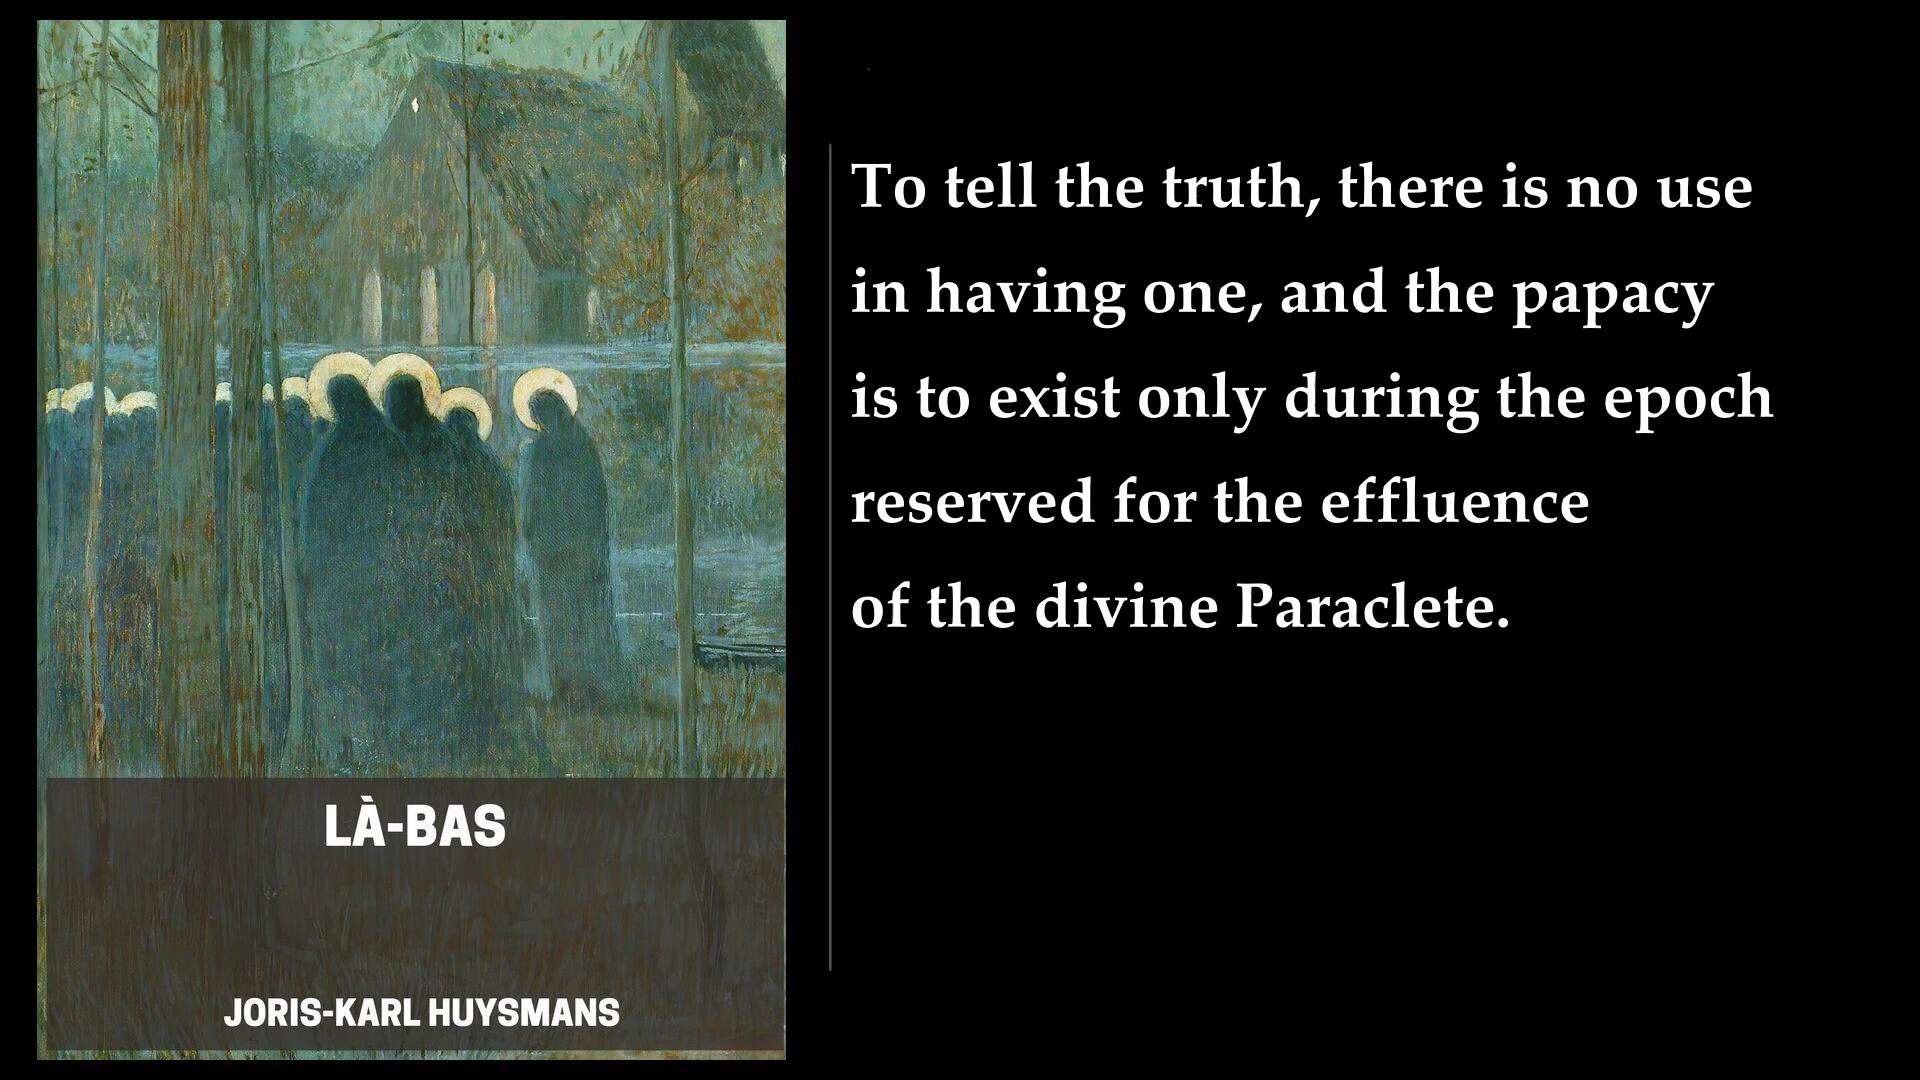 LÀ-BAS
JORIS-KARL HUYSMANS
To tell the truth, there is no use
in having one, and the papacy
is to exist only during the epoch
reserved for the effluence
of the divine Paraclete.